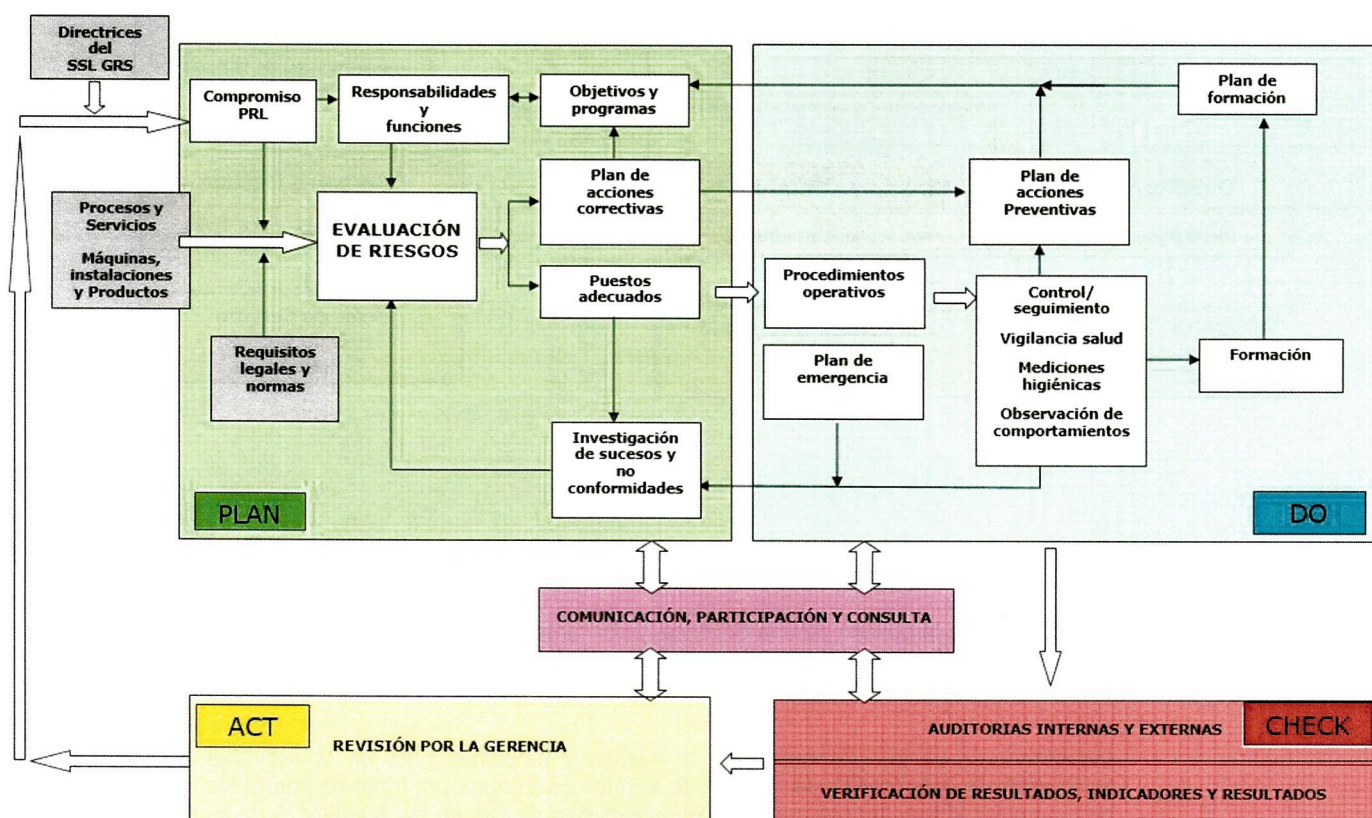 Directrices
del
SSL GRS
Compromiso
PRL
Responsabilidades
y
funciones
Objetivos y
programas
Plan de
formación
Procesos y
Servicios
Máquinas,
instalaciones
y Productos
EVALUACIÓN
DE RIESGOS
Plan de
acciones
correctivas
Plan de
acciones
Preventivas
Puestos
adecuados
Procedimientos
operativos
Control/
seguimiento
Vigilancia salud
Mediciones
higiénicas
Observación de
comportamientos
Requisitos
legales y
normas
Plan de
emergencia
Formación
Investigación
de sucesos y
no
conformidades
PLAN
DO
COMUNICACIÓN, PARTICIPACIÓN Y CONSULTA
ACT
REVISIÓN POR LA GERENCIA
AUDITORIAS INTERNAS Y EXTERNAS
CHECK
VERIFICACIÓN DE RESULTADOS, INDICADORES Y RESULTADOS